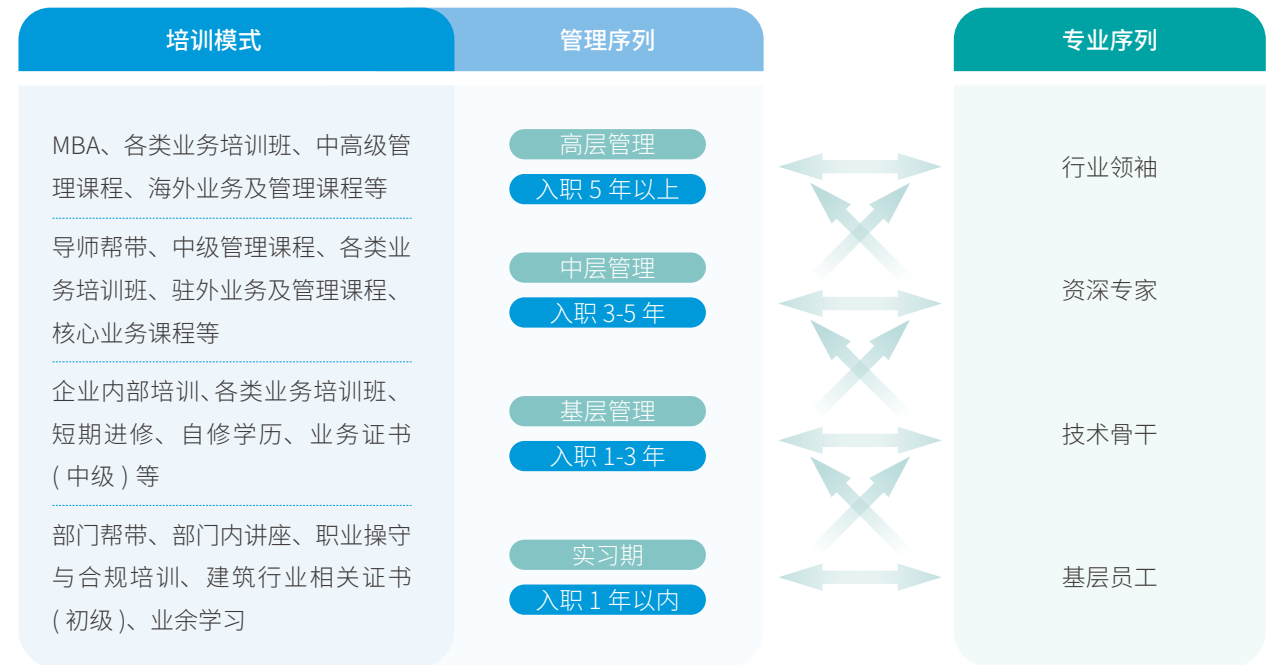 培训模式
管理序列
专业序列
MBA、各类业务培训班、中高级管
理课程、海外业务及管理课程等
高层管理
入职 5 年以上
行业领袖
导师帮带、中级管理课程、各类业
务培训班、驻外业务及管理课程、
核心业务课程等
中层管理
入职 3-5 年
资深专家
企业内部培训、各类业务培训班、
短期进修、自修学历、业务证书
( 中级 ) 等
基层管理
入职 1-3 年
技术骨干
部门帮带、部门内讲座、职业操守
与合规培训、建筑行业相关证书
( 初级 )、业余学习
实习期
入职 1 年以内
基层员工